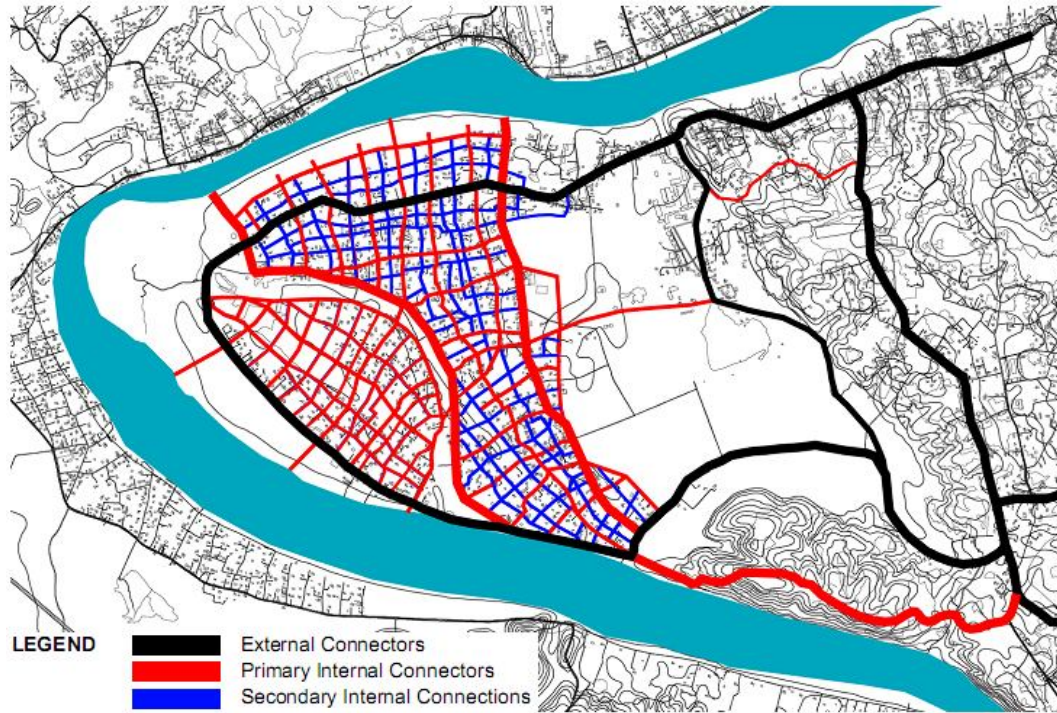 LEGEND
External Connectors
Primary Internal Connectors
Secondary Internal Connections